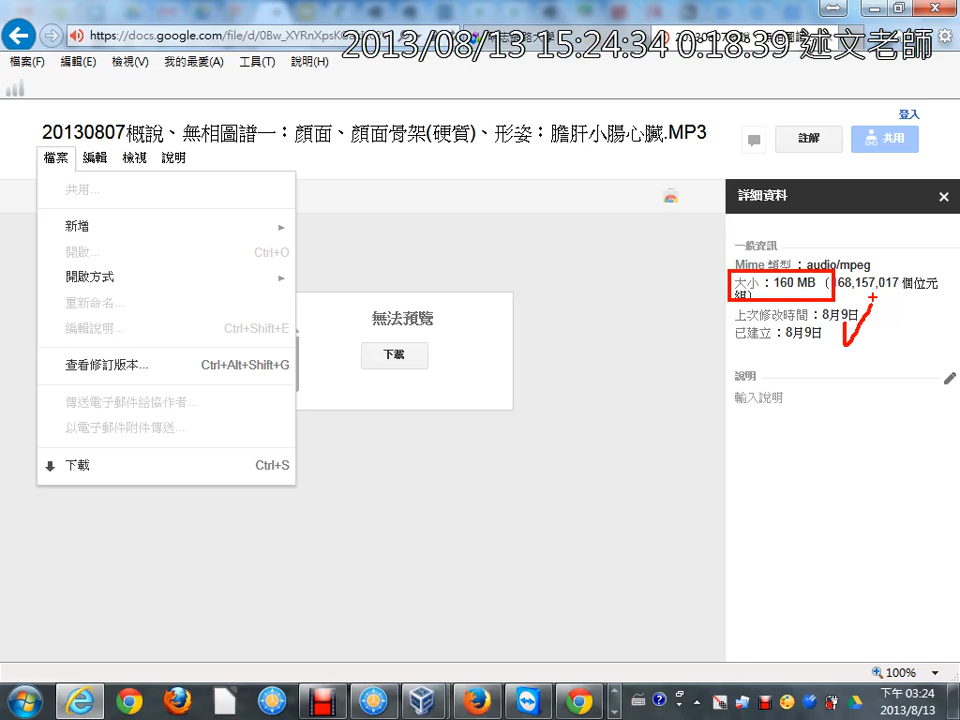 https://docs.google.com/file/d/0Bw_XYRnXpsK
2013/08/13 15:24:34 0:18:39 述文老師
檔案(F) 編輯(E) 檢視(V) 我的最愛(A) 工具(T) 說明(H)
登入
20130807概說、無相圖譜一：顏面、顏面骨架(硬質)、形姿：膽肝小腸心臟.MP3
註解
共用
檔案 編輯 檢視 說明
共用...
新增
開啟... Ctrl+O
開啟方式
重新命名...
編輯說明... Ctrl+Shift+E
查看修訂版本... Ctrl+Alt+Shift+G
傳送電子郵件給協作者...
以電子郵件附件傳送...
下載 Ctrl+S
無法預覽
下載
詳細資料
一般資訊
Mime 類型：audio/mpeg
大小：160 MB (168,157,017 個位元
組)
上次修改時間：8月9日
已建立：8月9日
說明
輸入說明
100%
下午 03:24
2013/8/13